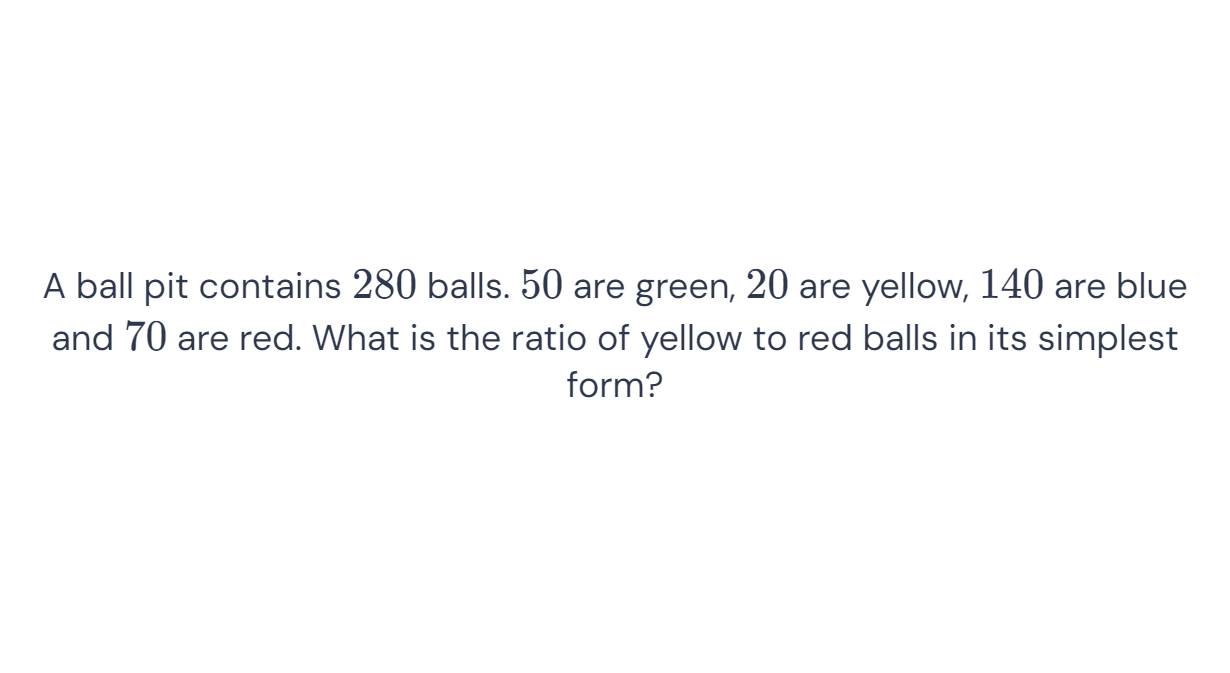 A ball pit contains 280 balls. 50 are green, 20 are yellow, 140 are blue
and 70 are red. What is the ratio of yellow to red balls in its simplest
form?